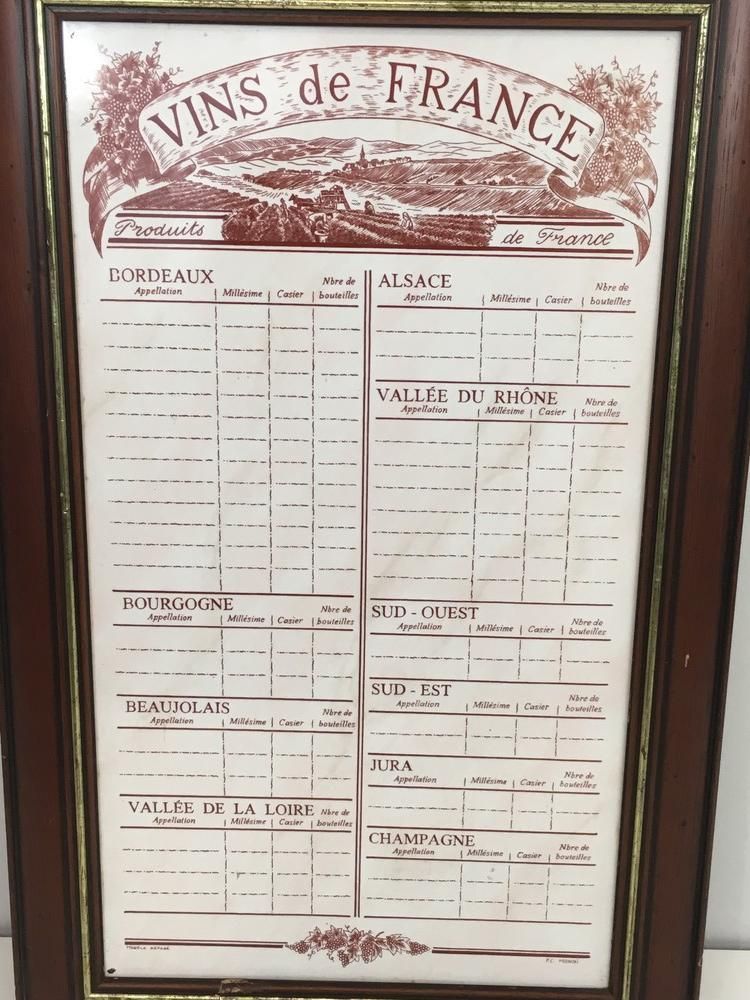 VINS de FRANCE
Produits
de France
BORDEAUX
Appellation Millésime Casier Nbre de
bouteilles
BOURGOGNE
Appellation Millésime Casier Nbre de
bouteilles
BEAUJOLAIS
Appellation Millésime Casier Nbre de
bouteilles
VALLÉE DE LA LOIRE
Appellation Millésime Casier Nbre de
bouteilles
ALSACE
Appellation Millésime Casier Nbre de
bouteilles
VALLÉE DU RHÔNE
Appellation Millésime Casier Nbre de
bouteilles
SUD - OUEST
Appellation Millésime Casier Nbre de
bouteilles
SUD - EST
Appellation Millésime Casier Nbre de
bouteilles
JURA
Appellation Millésime Casier Nbre de
bouteilles
CHAMPAGNE
Appellation Millésime Casier Nbre de
bouteilles